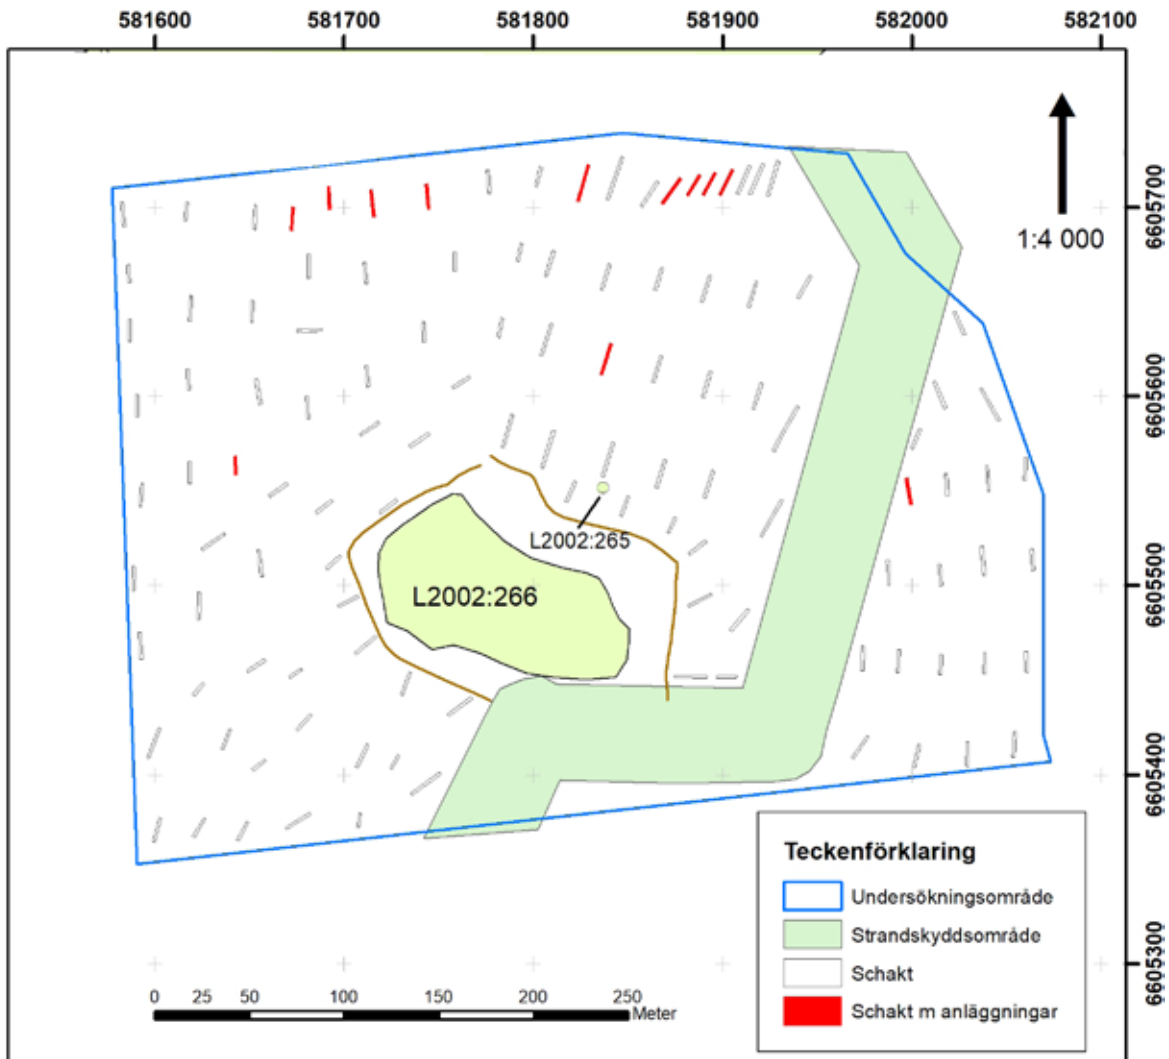 581600 581700 581800 581900 582000 582100
6605700
1:4 000
6605600
L2002:265
6605500
L2002:266
6605400
Teckenförklaring
Undersökningsområde
Strandskyddsområde
6605300
Schakt
0 25 50 100 150 200 250
Meter
Schakt m anläggningar